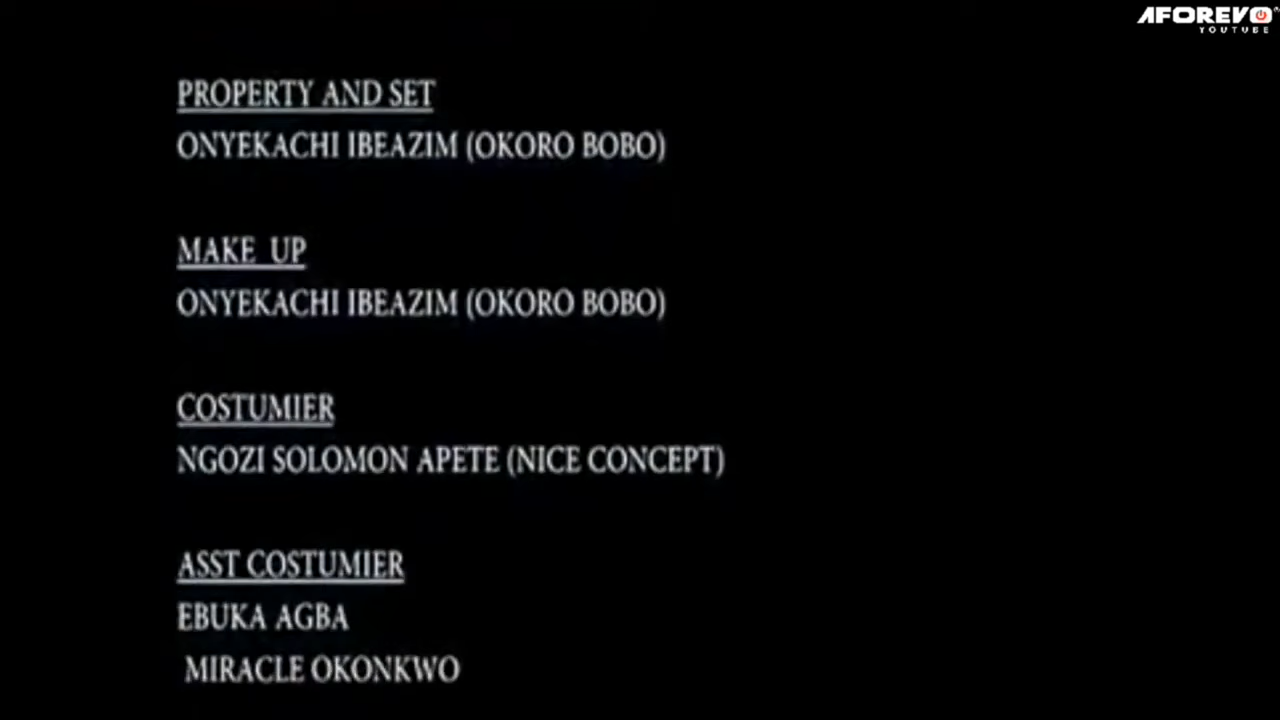 AFOREVO
YOUTUBE
PROPERTY AND SET
ONYEKACHI IBEAZIM (OKORO BOBO)
MAKE UP
ONYEKACHI IBEAZIM (OKORO BOBO)
COSTUMIER
NGOZI SOLOMON APETE (NICE CONCEPT)
ASST COSTUMIER
EBUKA AGBA
MIRACLE OKONKWO